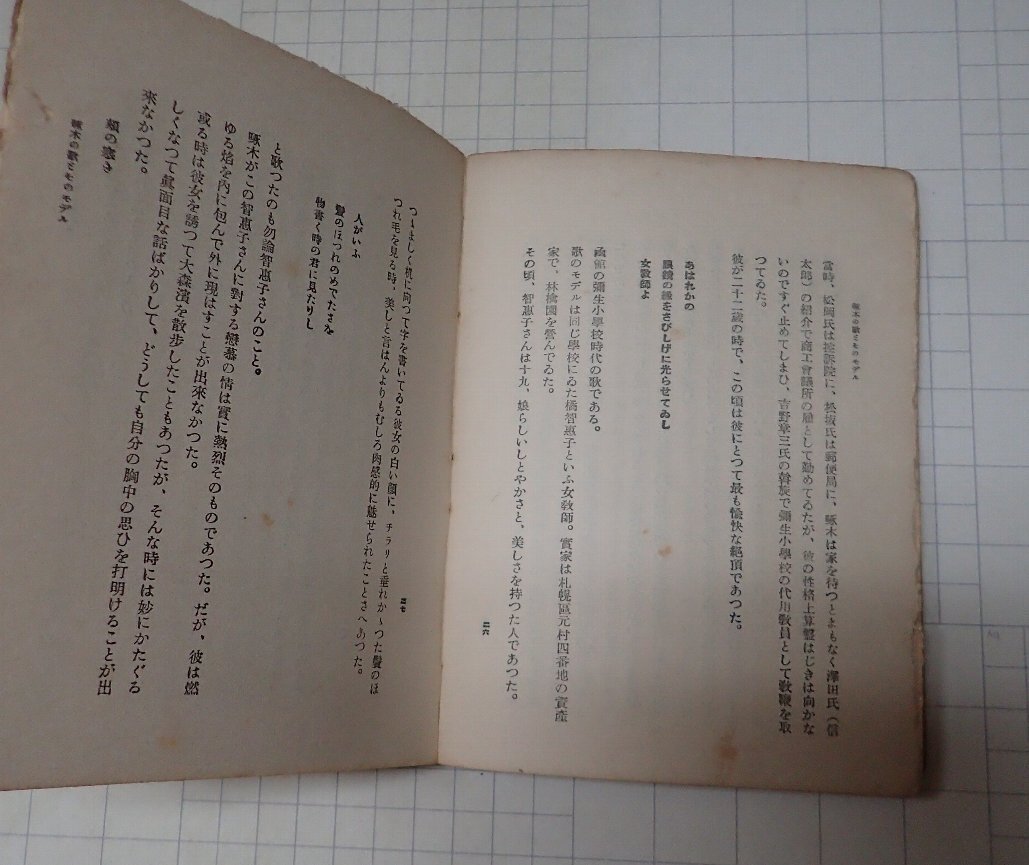 啄木の歌とそのモデル
當時、松岡氏は控訴院に、松坂氏は郵便局に、啄木は家を待つとまもなく澤田氏（信
太郎）の紹介で商工會議所の雇として勤めてゐたが、彼の性格上算盤はじきは向かな
いのですぐ止めてしまひ、吉野章三氏の斡旋で彌生小學校の代用敎員として敎鞭を取
つてゐた。
彼が二十二歳の時で、この頃は彼にとつて最も愉快な絕頂であつた。
あはれかの
眼鏡の緣をさびしげに光らせてゐし
女敎師よ
函館の彌生小學校時代の歌である。
歌のモデルは同じ學校にゐた橘智惠子といふ女敎師。實家は札幌區元村四番地の資產
家で、林檎園を營んでゐた。
その頃、智惠子さんは十九、娘らしいしとやかさと、美しさを持つた人であつた。
二六
つゝましく机に向つて字を書いてゐる彼女の白い顏に、チラリと垂れかゝつた髮のほ
つれ毛を見る時、美しと言はんよりもむしろ肉感的に魅せられたことさへあつた。
人がいふ
鬢のほつれのめでたさを
物書く時の君に見たりし
と歌つたのも勿論智惠子さんのこと。
啄木がこの智惠子さんに對する戀慕の情は實に熱烈そのものであつた。だが、彼は燃
ゆる焰を內に包んで外に現はすことが出來なかつた。
或る時は彼女を誘つて大森濱を散步したこともあつたが、そんな時には妙にかたぐる
しくなつて眞面目な話ばかりして、どうしても自分の胸中の思ひを打明けることが出
來なかつた。
頰の寒き
啄木の歌とそのモデル
二七